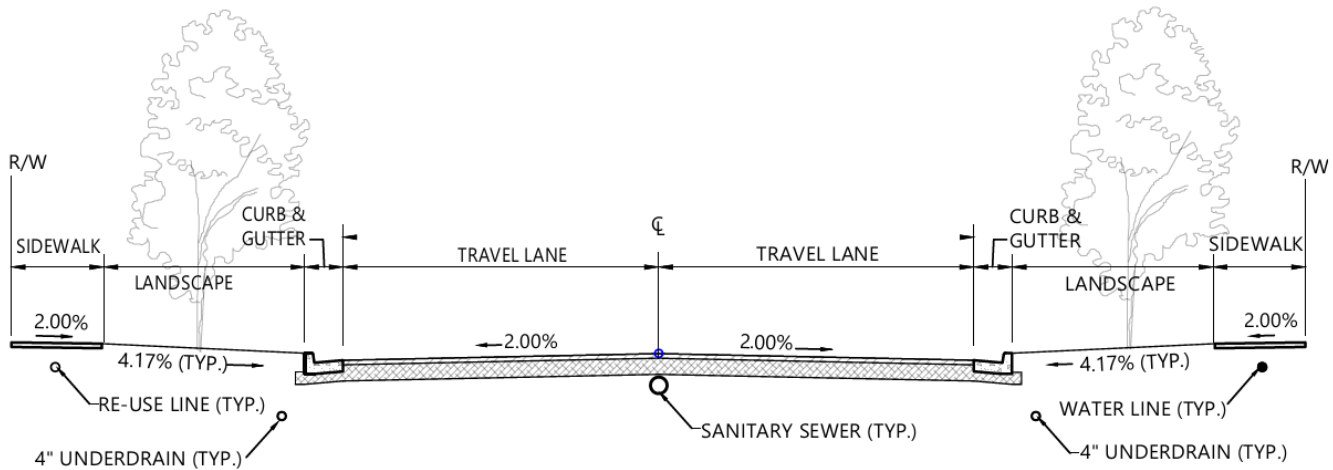 R/W
R/W
CURB &
GUTTER
℄
CURB &
GUTTER
SIDEWALK
SIDEWALK
TRAVEL LANE
TRAVEL LANE
LANDSCAPE
LANDSCAPE
2.00%
2.00%
2.00%
2.00%
4.17% (TYP.)
4.17% (TYP.)
RE-USE LINE (TYP.)
WATER LINE (TYP.)
SANITARY SEWER (TYP.)
4" UNDERDRAIN (TYP.)
4" UNDERDRAIN (TYP.)